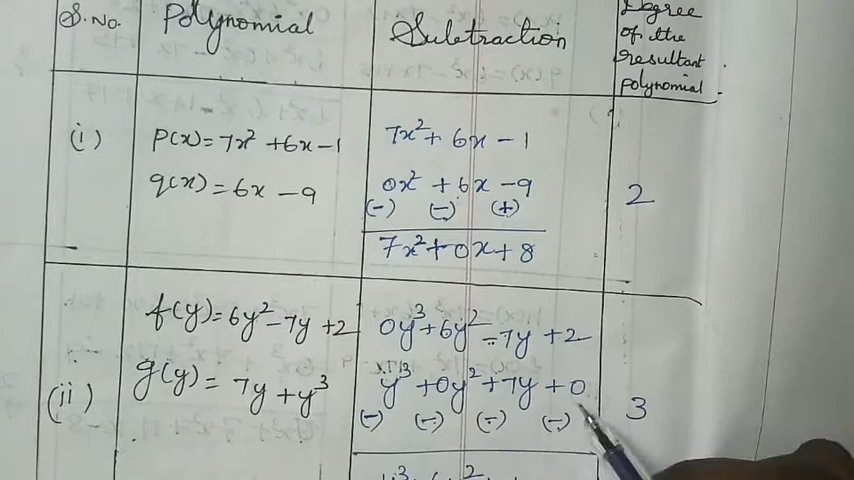 S.No. Polynomial Subtraction Degree of the resultant polynomial
(i) p(x) = 7x² + 6x - 1 7x² + 6x - 1
q(x) = 6x - 9 0x² + 6x - 9 2
(-) (-) (+)
7x² + 0x + 8
f(y) = 6y² - 7y + 2 0y³ + 6y² - 7y + 2
(ii) g(y) = 7y + y³ y³ + 0y² + 7y + 0 3
(-) (-) (-) (-)